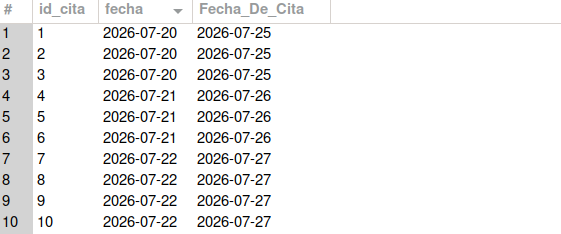 # id_cita fecha Fecha_De_Cita
1 1 2026-07-20 2026-07-25
2 2 2026-07-20 2026-07-25
3 3 2026-07-20 2026-07-25
4 4 2026-07-21 2026-07-26
5 5 2026-07-21 2026-07-26
6 6 2026-07-21 2026-07-26
7 7 2026-07-22 2026-07-27
8 8 2026-07-22 2026-07-27
9 9 2026-07-22 2026-07-27
10 10 2026-07-22 2026-07-27